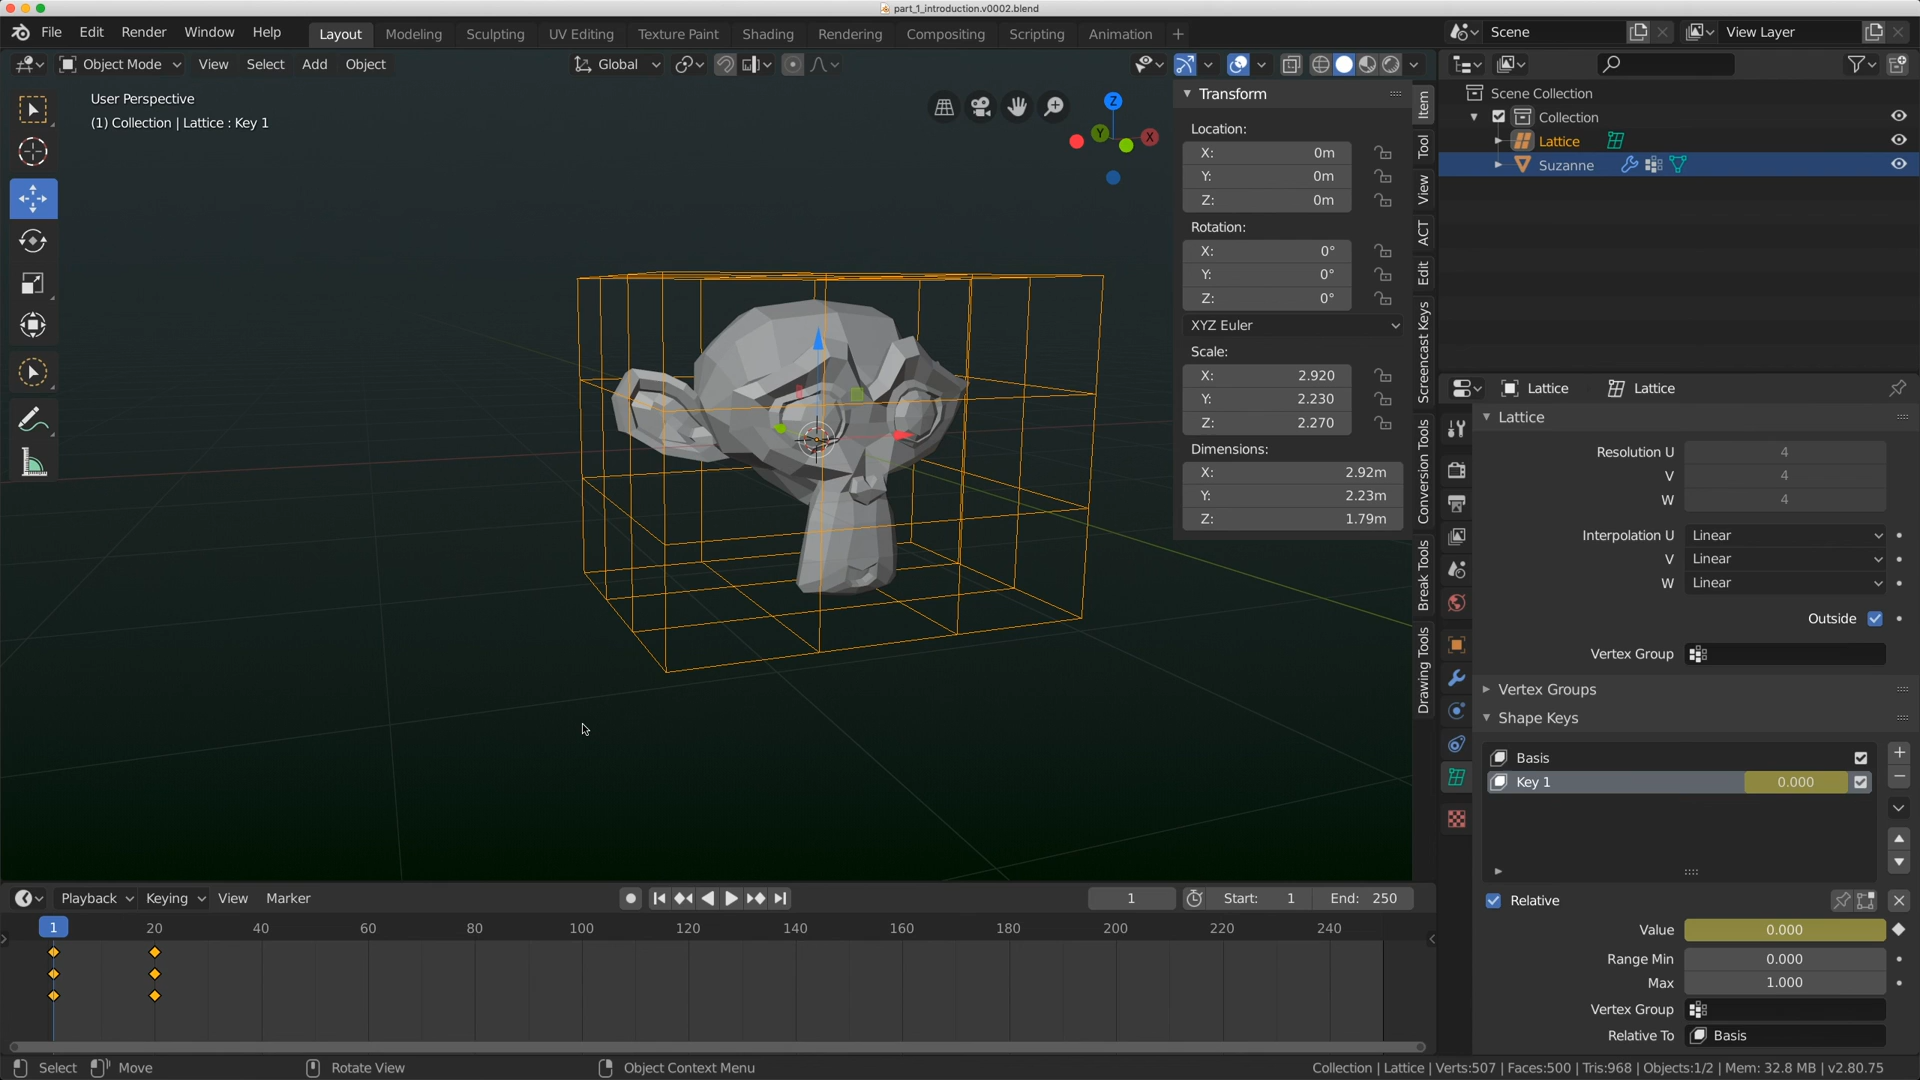 part_1_introduction.v0002.blend
File Edit Render Window Help
Layout Modeling Sculpting UV Editing Texture Paint Shading Rendering Compositing Scripting Animation +
Scene
View Layer
Object Mode View Select Add Object
Global
User Perspective
(1) Collection | Lattice : Key 1
Z
Y
X
Transform
Location:
X: 0m
Y: 0m
Z: 0m
Rotation:
X: 0°
Y: 0°
Z: 0°
XYZ Euler
Scale:
X: 2.920
Y: 2.230
Z: 2.270
Dimensions:
X: 2.92m
Y: 2.23m
Z: 1.79m
Item
Tool
View
ACT
Edit
Screencast Keys
Conversion Tools
Break Tools
Drawing Tools
Scene Collection
Collection
Lattice
Suzanne
Lattice Lattice
Lattice
Resolution U 4
V 4
W 4
Interpolation U Linear
V Linear
W Linear
Outside
Vertex Group
Vertex Groups
Shape Keys
Basis
Key 1 0.000
Relative
Value 0.000
Range Min 0.000
Max 1.000
Vertex Group
Relative To Basis
Playback Keying View Marker
1
Start: 1 End: 250
1 20 40 60 80 100 120 140 160 180 200 220 240
Select Move Rotate View Object Context Menu
Collection | Lattice | Verts:507 | Faces:500 | Tris:968 | Objects:1/2 | Mem: 32.8 MB | v2.80.75